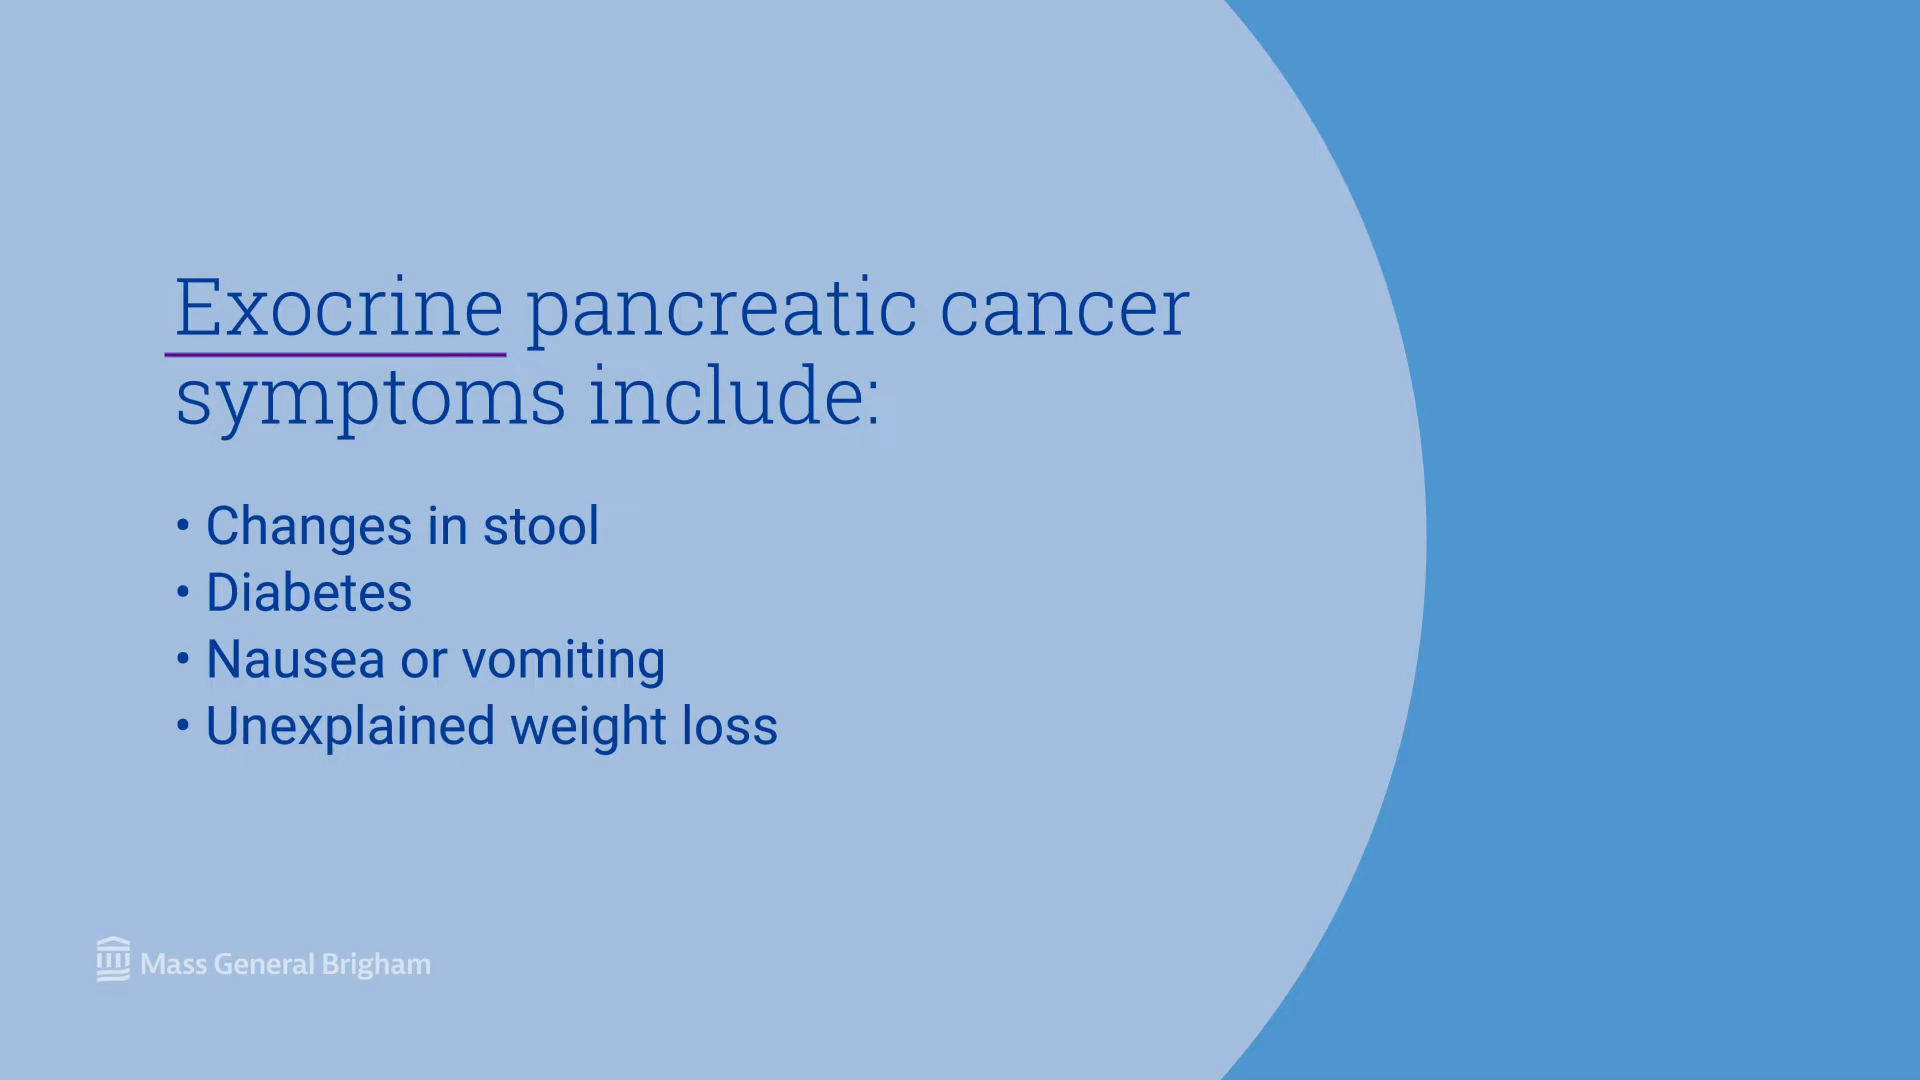 Exocrine pancreatic cancer
symptoms include:
• Changes in stool
• Diabetes
• Nausea or vomiting
• Unexplained weight loss
Mass General Brigham